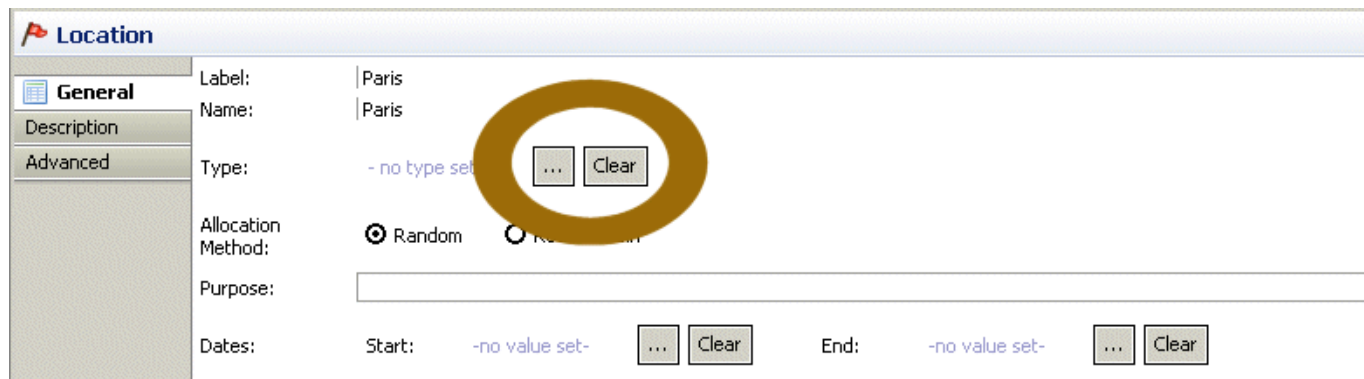 Location
General
Description
Advanced
Label: Paris
Name: Paris
Type: - no type set ... Clear
Allocation Method: Random
Purpose:
Dates: Start: -no value set- ... Clear End: -no value set- ... Clear